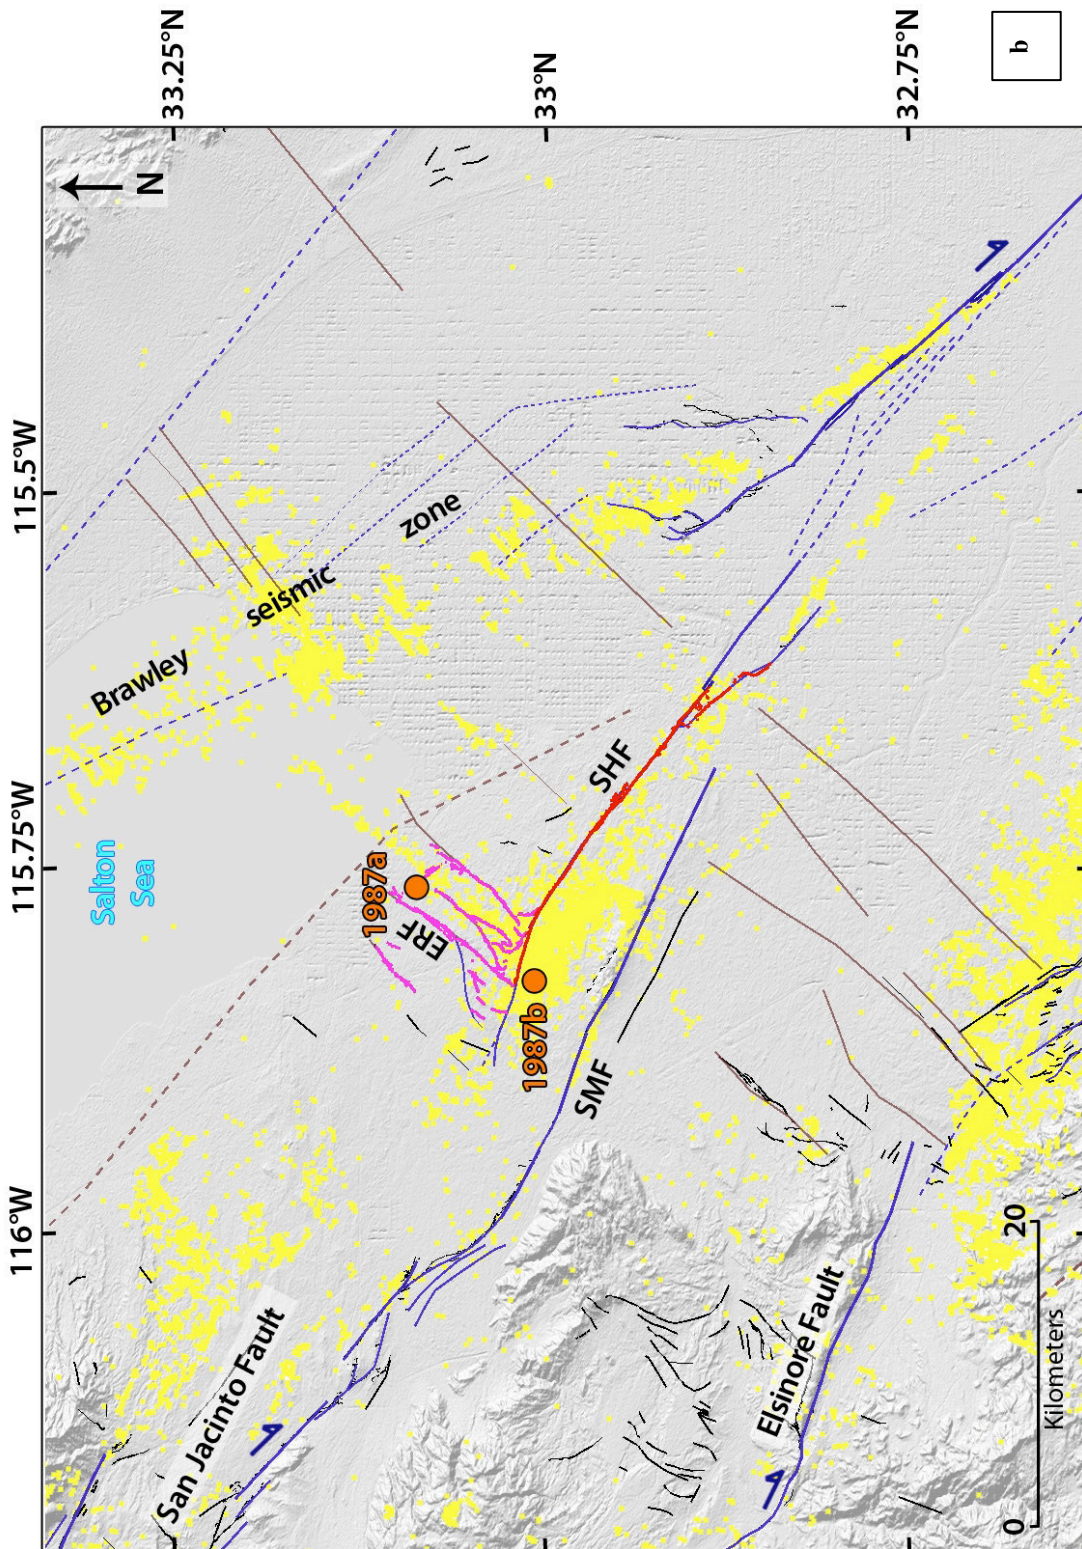 33.25°N
33°N
32.75°N
b
N
115.5°W
115.75°W
116°W
Brawley
seismic
zone
Salton
Sea
1987a
ERF
SHF
1987b
SMF
San Jacinto Fault
Elsinore Fault
0
20
Kilometers